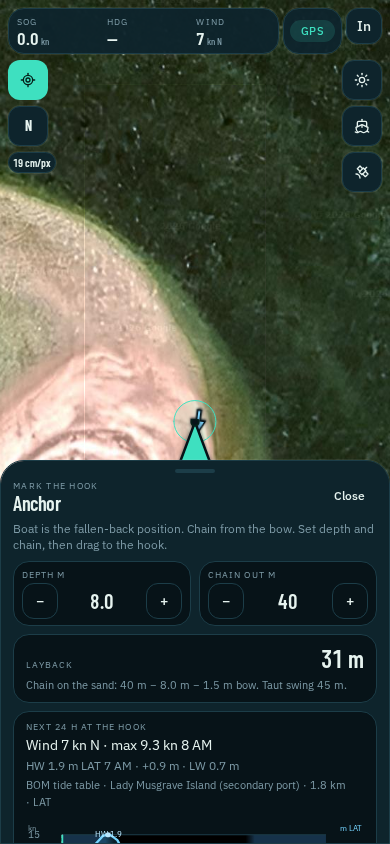 SOG HDG WIND
0.0 kn — 7 kn N
GPS
In
N
19 cm/px
MARK THE HOOK
Anchor
Close
Boat is the fallen-back position. Chain from the bow. Set depth and
chain, then drag to the hook.
DEPTH M
− 8.0 +
CHAIN OUT M
− 40 +
LAYBACK
31 m
Chain on the sand: 40 m − 8.0 m − 1.5 m bow. Taut swing 45 m.
NEXT 24 H AT THE HOOK
Wind 7 kn N · max 9.3 kn 8 AM
HW 1.9 m LAT 7 AM · +0.9 m · LW 0.7 m
BOM tide table · Lady Musgrave Island (secondary port) · 1.8 km
· LAT
kn
15
HW 1.9
m LAT